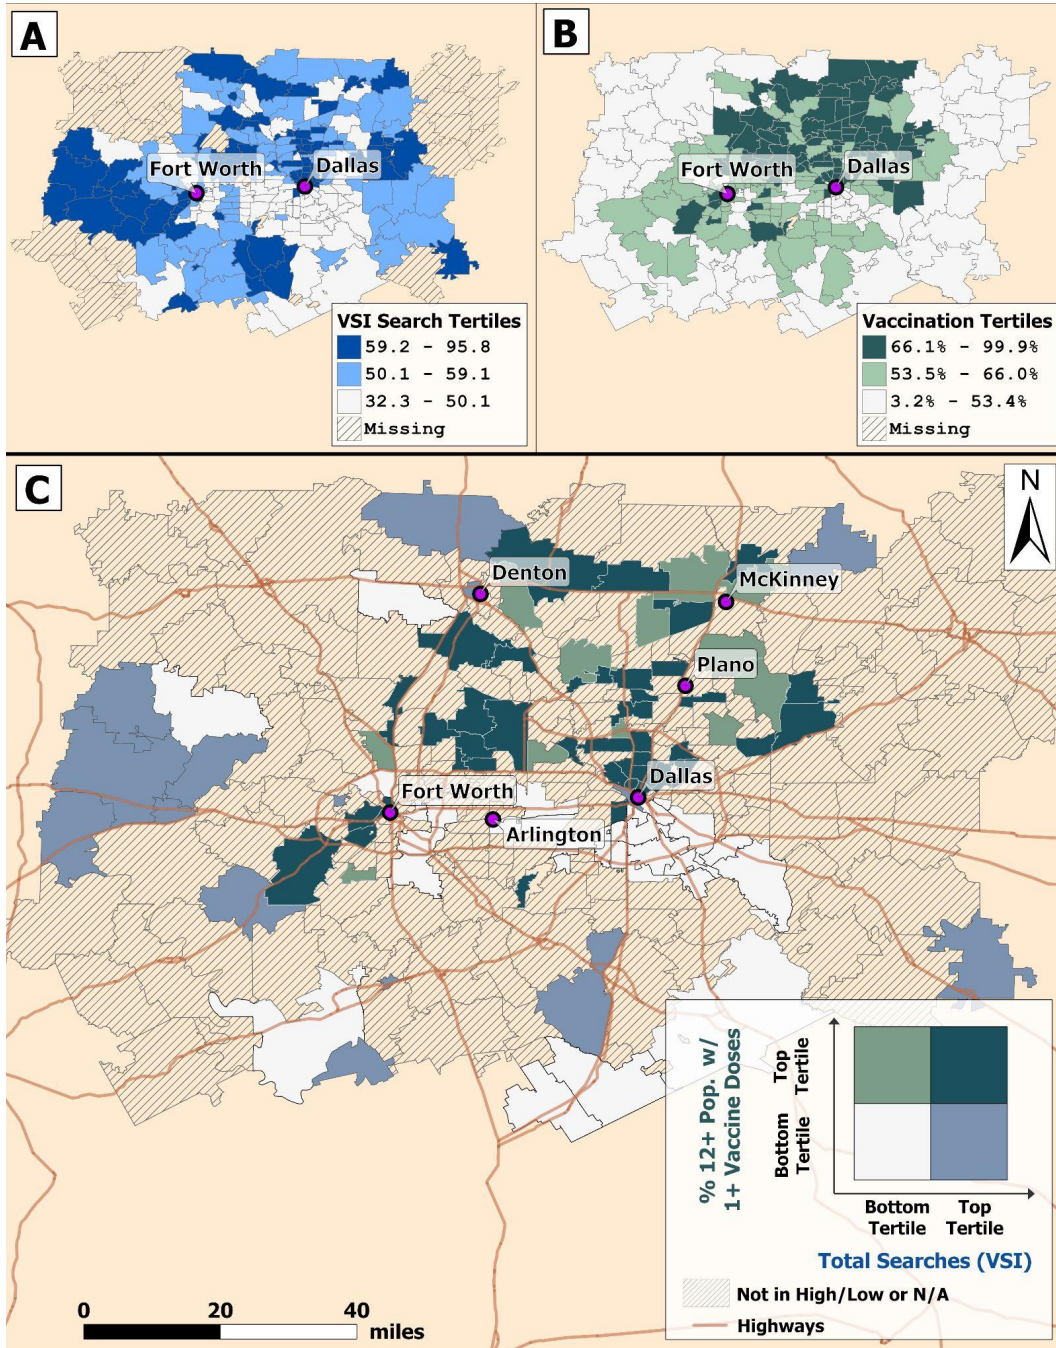 A
Fort Worth
Dallas
VSI Search Tertiles
59.2 - 95.8
50.1 - 59.1
32.3 - 50.1
Missing
B
Fort Worth
Dallas
Vaccination Tertiles
66.1% - 99.9%
53.5% - 66.0%
3.2% - 53.4%
Missing
C
N
Denton
McKinney
Plano
Dallas
Fort Worth
Arlington
% 12+ Pop. w/
1+ Vaccine Doses
Top
Tertile
Bottom
Tertile
Bottom
Tertile
Top
Tertile
Total Searches (VSI)
Not in High/Low or N/A
Highways
0 20 40
miles